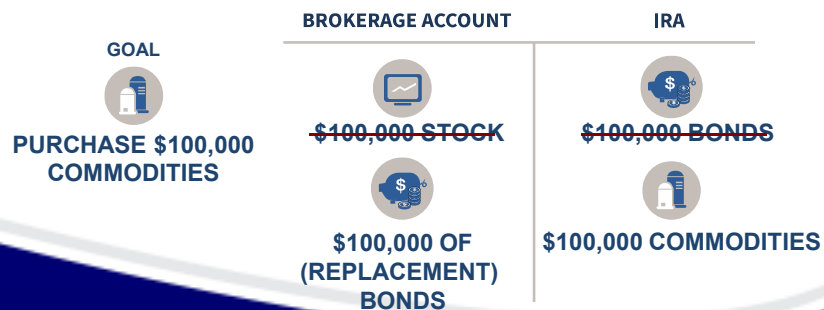 BROKERAGE ACCOUNT
IRA
GOAL
PURCHASE $100,000
COMMODITIES
$100,000 STOCK
$
$100,000 BONDS
$
$100,000 OF
(REPLACEMENT)
BONDS
$100,000 COMMODITIES